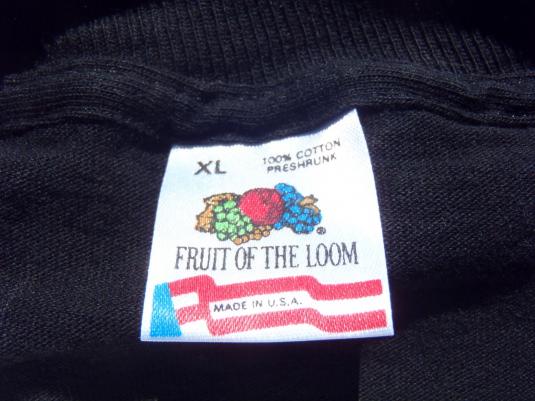 XL
100% COTTON
PRESHRUNK
®
FRUIT OF THE LOOM
MADE IN U.S.A.